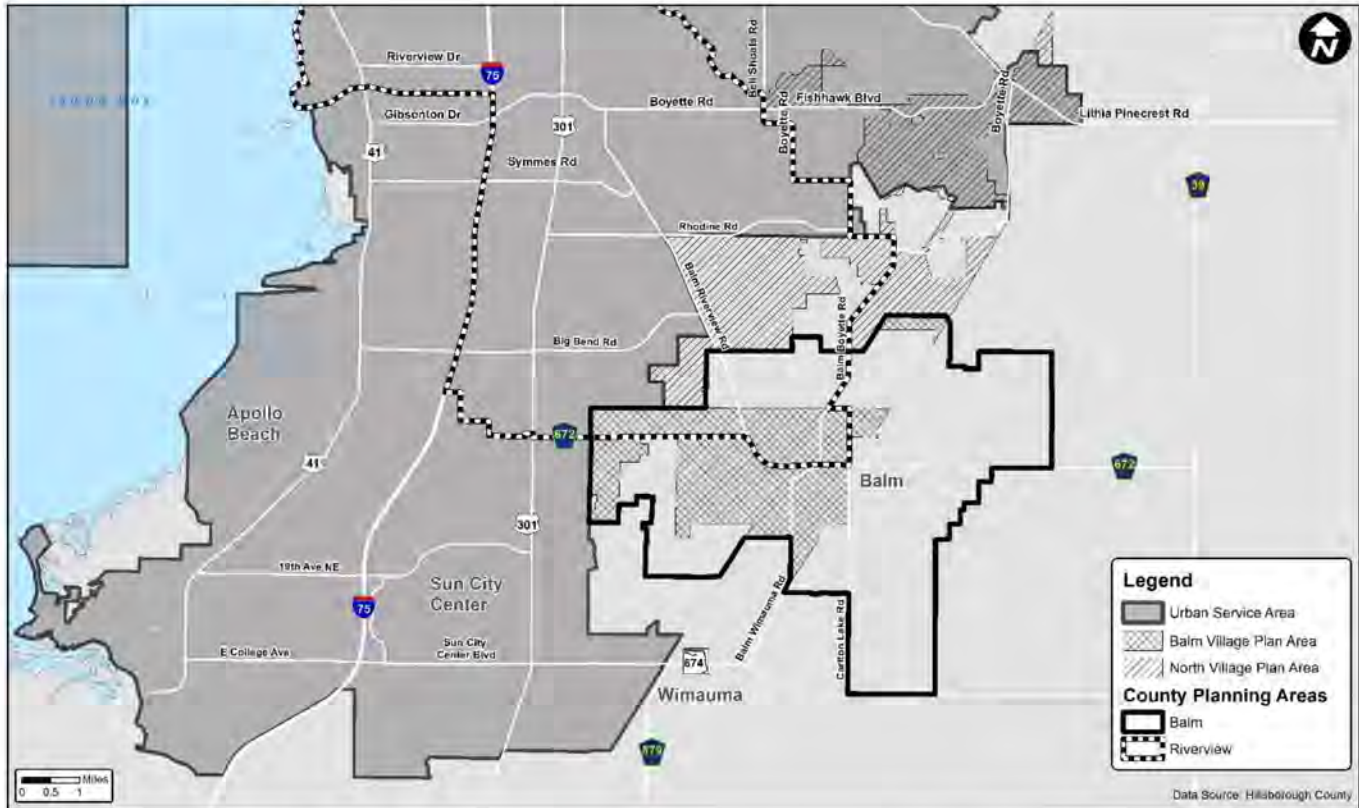 N
Riverview Dr
75
Bell Shoals Rd
Boyette Rd
Gibsonton Dr
Boyette Rd
Fishhawk Blvd
Boyette Rd
Lithia Pinecrest Rd
301
41
Symmes Rd
39
Rhodine Rd
Balm Riverview Rd
Balm Boyette Rd
Big Bend Rd
Apollo
Beach
672
672
41
Balm
301
19th Ave NE
Sun City
Center
75
Balm Wimauma Rd
Carlton Lake Rd
E College Ave
Sun City
Center Blvd
674
Wimauma
579
Legend
Urban Service Area
Balm Village Plan Area
North Village Plan Area
County Planning Areas
Balm
Riverview
Miles
0 0.5 1
Data Source: Hillsborough County